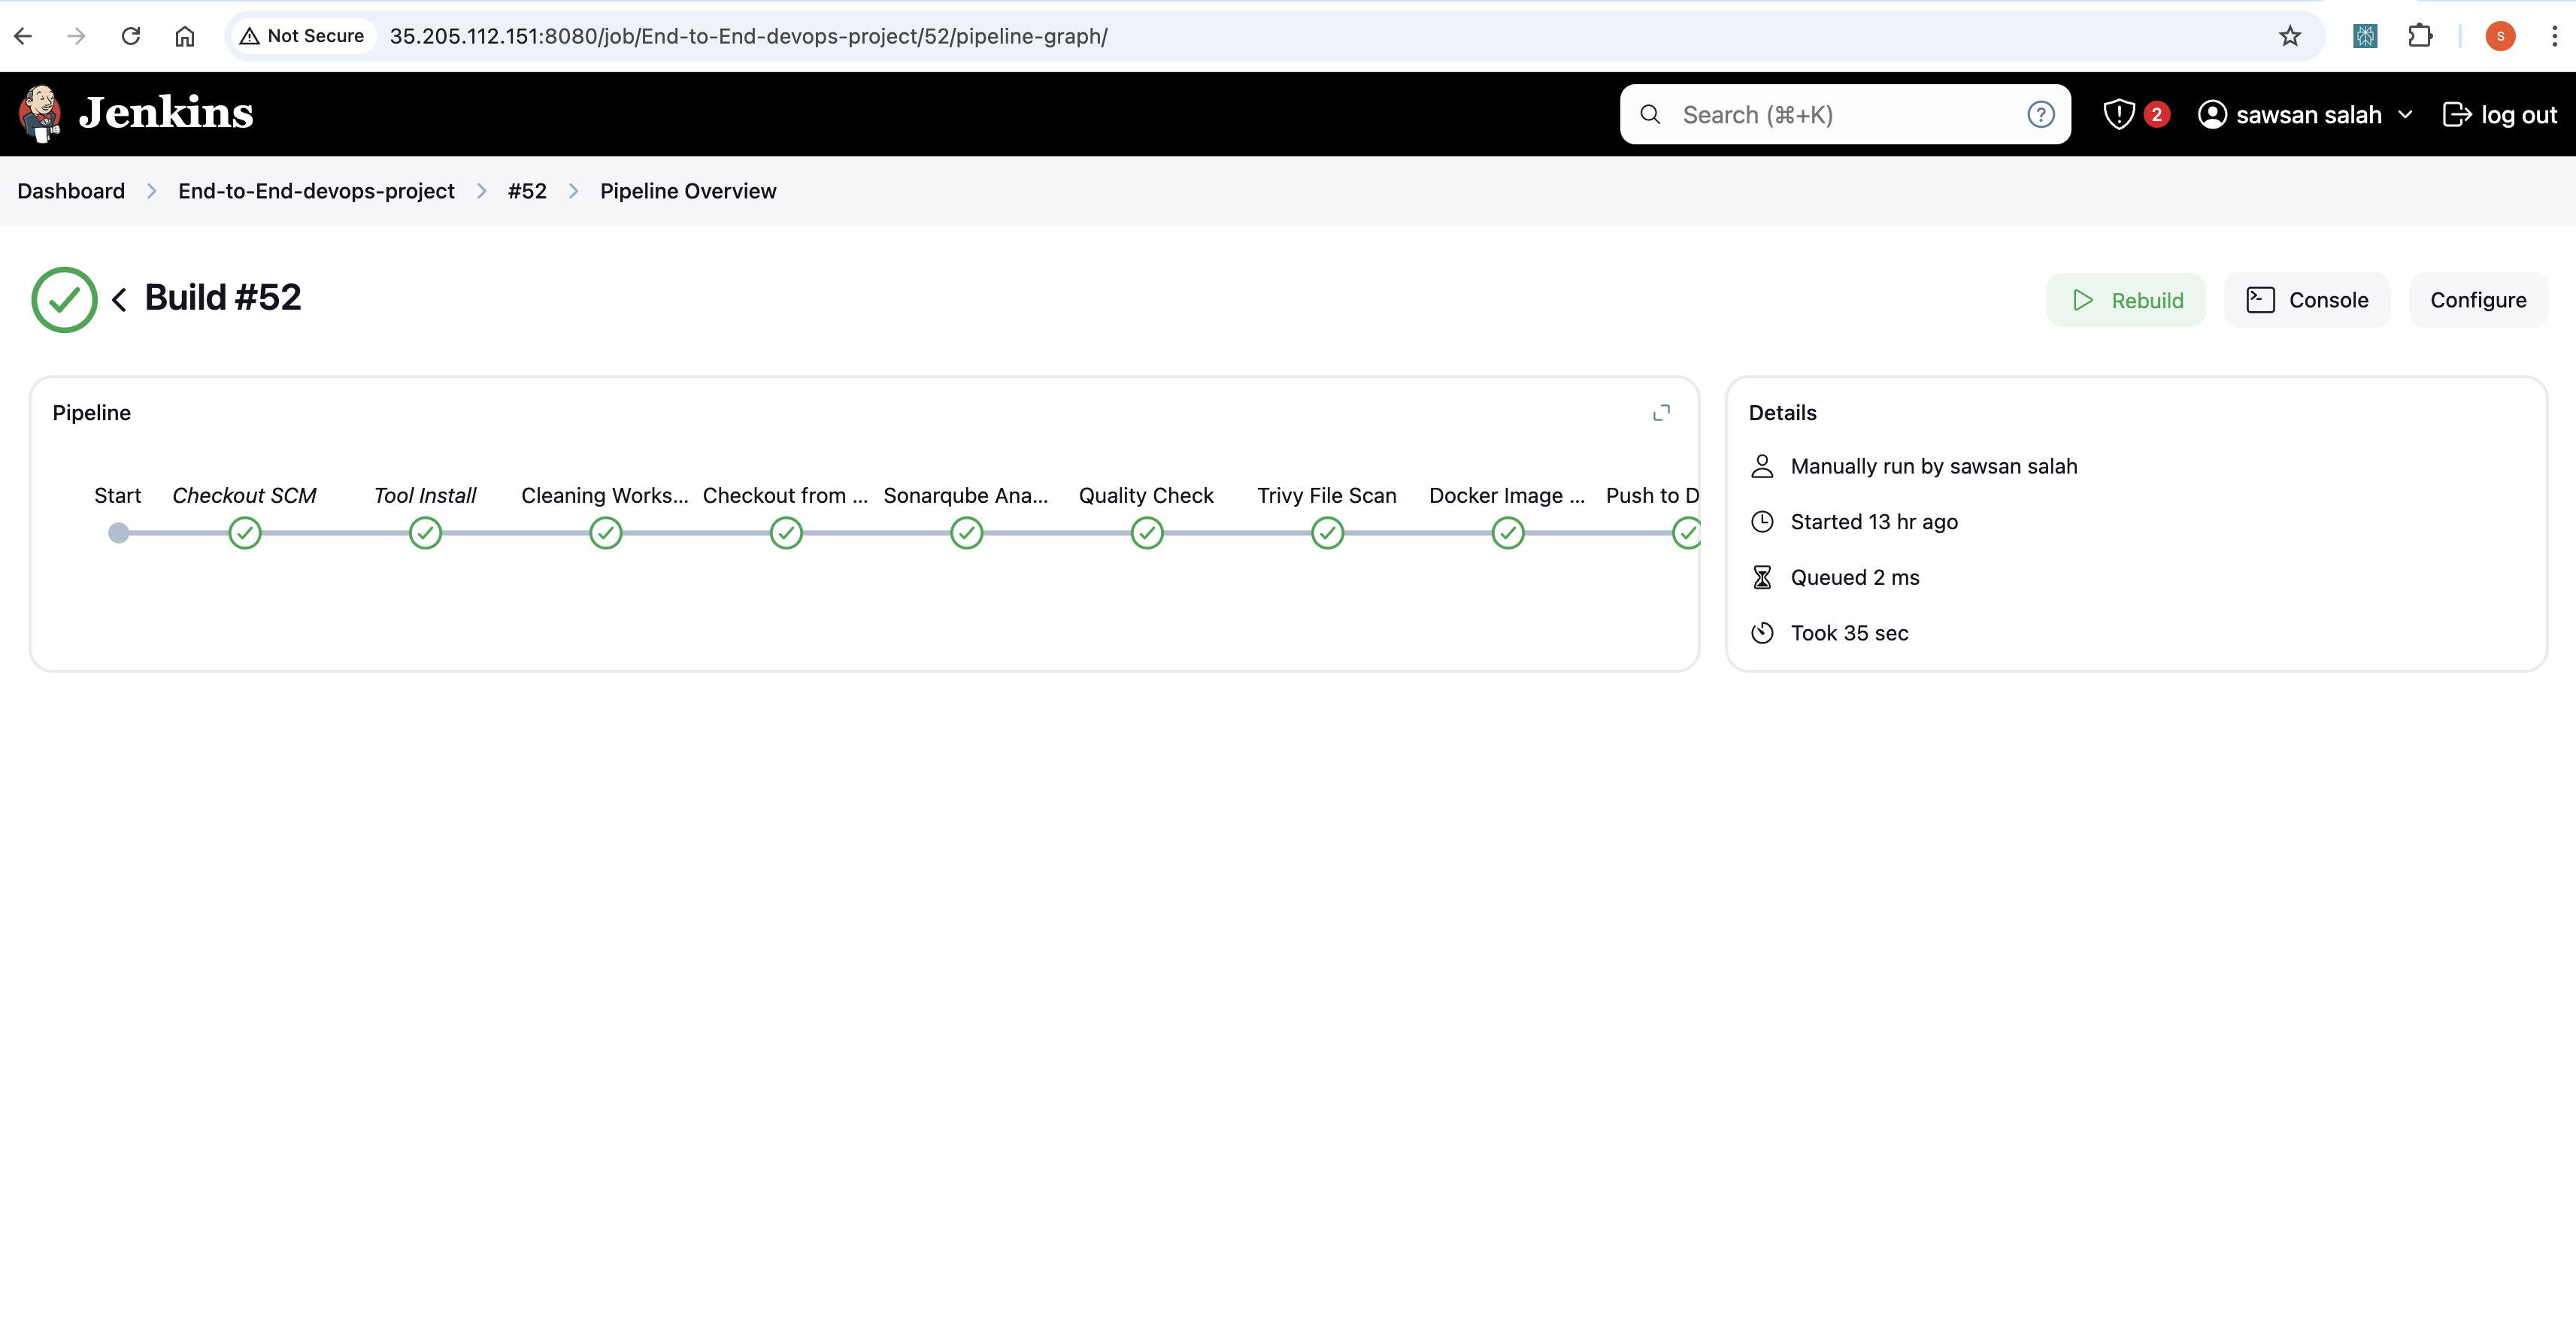 Not Secure 35.205.112.151:8080/job/End-to-End-devops-project/52/pipeline-graph/
S
Jenkins
Search (⌘+K)
?
2
sawsan salah
log out
Dashboard > End-to-End-devops-project > #52 > Pipeline Overview
Build #52
Rebuild
Console
Configure
Pipeline
Start Checkout SCM Tool Install Cleaning Works... Checkout from ... Sonarqube Ana... Quality Check Trivy File Scan Docker Image ... Push to D
Details
Manually run by sawsan salah
Started 13 hr ago
Queued 2 ms
Took 35 sec